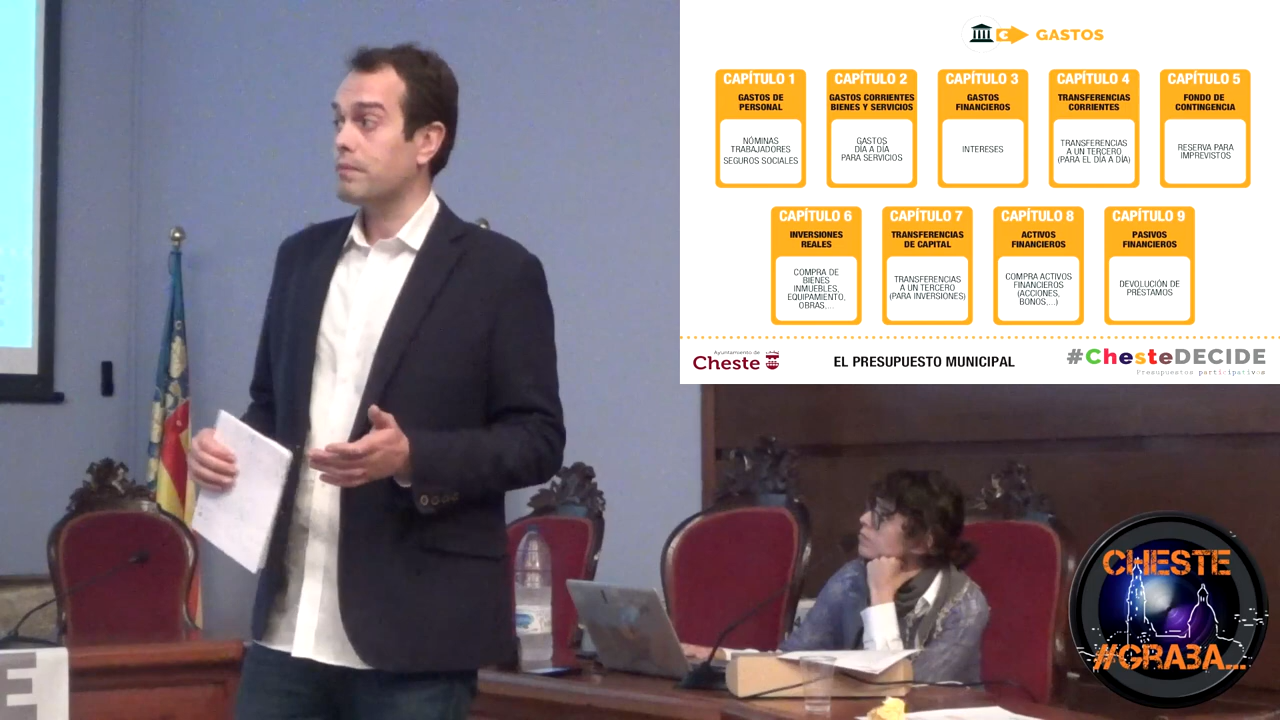 GASTOS
CAPÍTULO 1
GASTOS DE
PERSONAL
NÓMINAS
TRABAJADORES
SEGUROS SOCIALES
CAPÍTULO 2
GASTOS CORRIENTES
BIENES Y SERVICIOS
GASTOS
DÍA A DÍA
PARA SERVICIOS
CAPÍTULO 3
GASTOS
FINANCIEROS
INTERESES
CAPÍTULO 4
TRANSFERENCIAS
CORRIENTES
TRANSFERENCIAS
A UN TERCERO
(PARA EL DÍA A DÍA)
CAPÍTULO 5
FONDO DE
CONTINGENCIA
RESERVA PARA
IMPREVISTOS
CAPÍTULO 6
INVERSIONES
REALES
COMPRA DE
BIENES
INMUEBLES,
EQUIPAMIENTO,
OBRAS,...
CAPÍTULO 7
TRANSFERENCIAS
DE CAPITAL
TRANSFERENCIAS
A UN TERCERO
(PARA INVERSIONES)
CAPÍTULO 8
ACTIVOS
FINANCIEROS
COMPRA ACTIVOS
FINANCIEROS
(ACCIONES,
BONOS,...)
CAPÍTULO 9
PASIVOS
FINANCIEROS
DEVOLUCIÓN DE
PRÉSTAMOS
Ayuntamiento de
Cheste
EL PRESUPUESTO MUNICIPAL
#ChesteDECIDE
Presupuestos participativos
CHESTE
#GRABA...
E